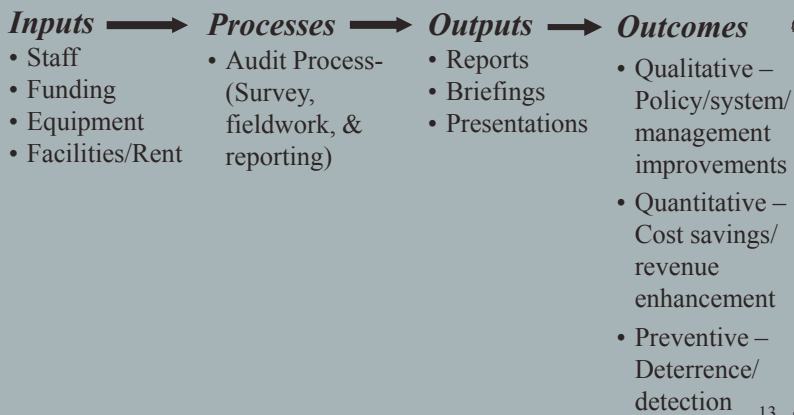 Inputs → Processes → Outputs → Outcomes
• Staff
• Funding
• Equipment
• Facilities/Rent
• Audit Process-
(Survey,
fieldwork, &
reporting)
• Reports
• Briefings
• Presentations
• Qualitative –
Policy/system/
management
improvements
• Quantitative –
Cost savings/
revenue
enhancement
• Preventive –
Deterrence/
detection
13